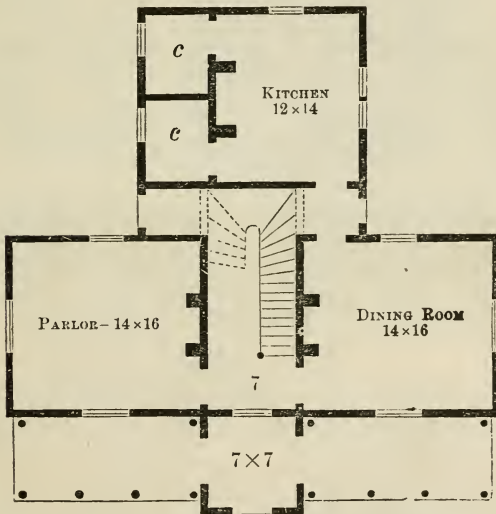 c
KITCHEN
12×14
c
PARLOR-14×16
DINING ROOM
14×16
7
7×7